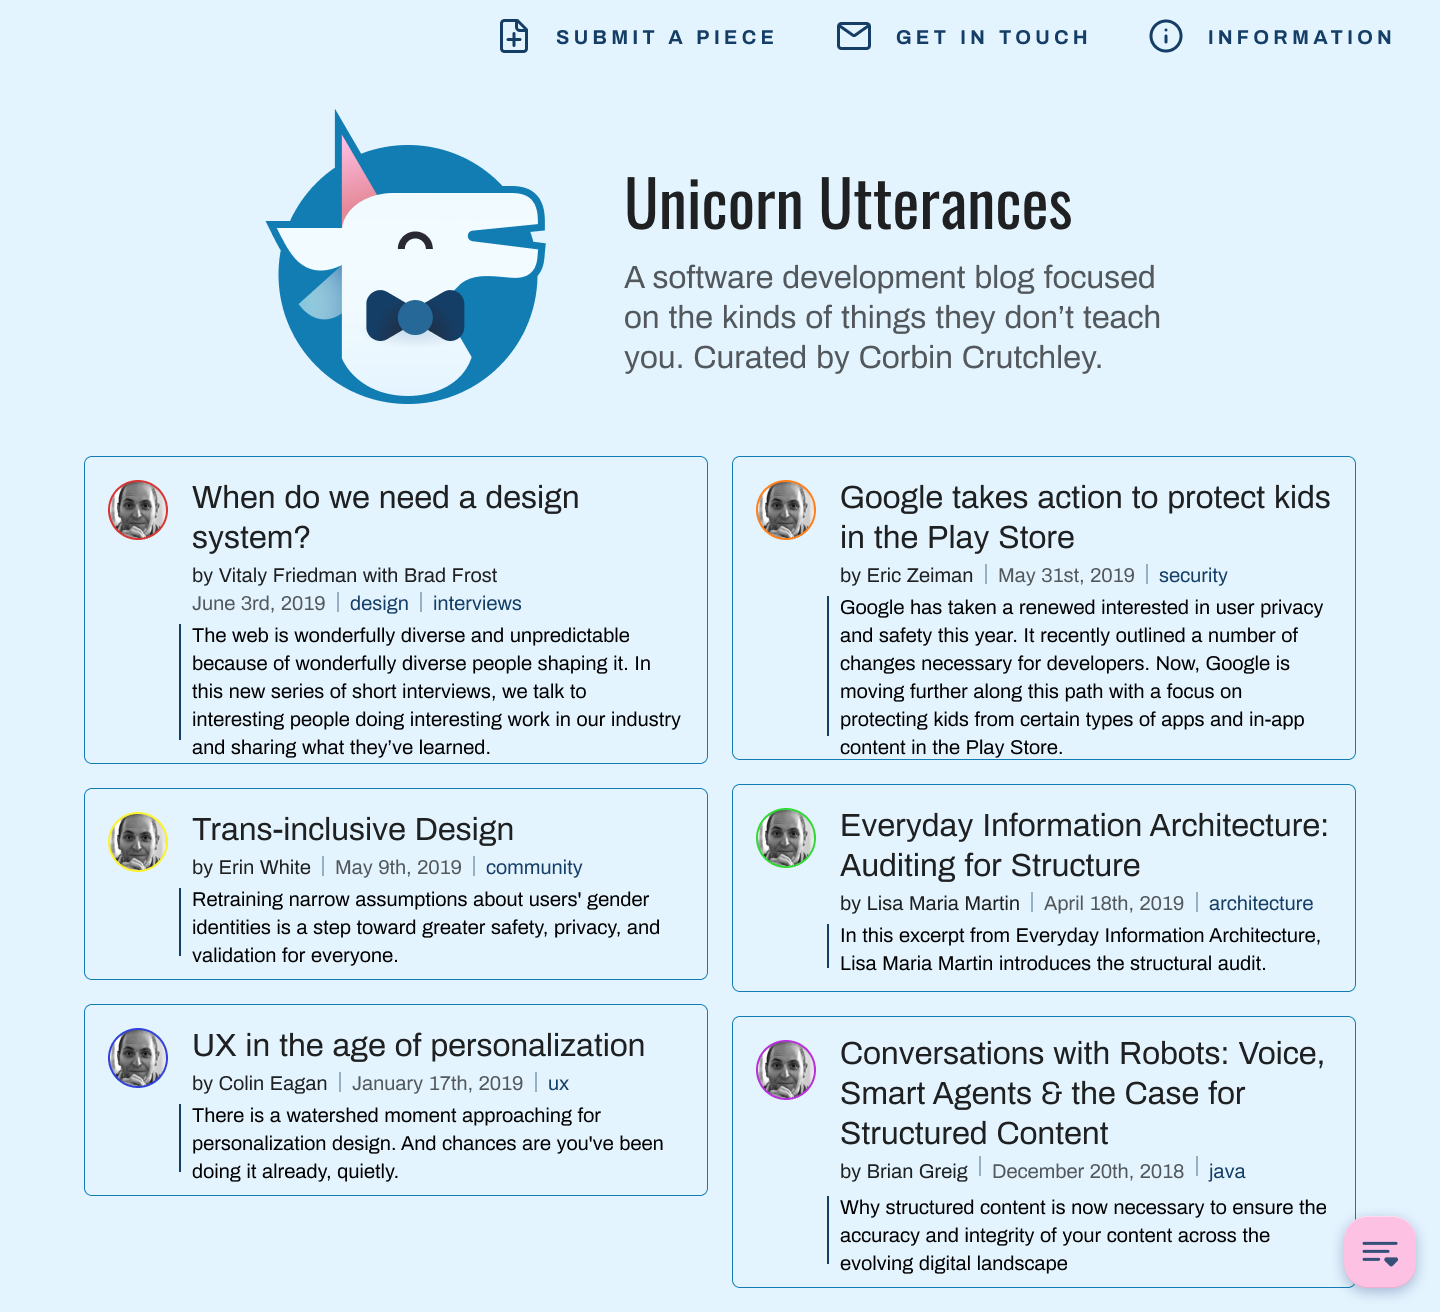 SUBMIT A PIECE
GET IN TOUCH
INFORMATION
Unicorn Utterances
A software development blog focused
on the kinds of things they don’t teach
you. Curated by Corbin Crutchley.
When do we need a design
system?
by Vitaly Friedman with Brad Frost
June 3rd, 2019 | design | interviews
The web is wonderfully diverse and unpredictable
because of wonderfully diverse people shaping it. In
this new series of short interviews, we talk to
interesting people doing interesting work in our industry
and sharing what they’ve learned.
Google takes action to protect kids
in the Play Store
by Eric Zeiman | May 31st, 2019 | security
Google has taken a renewed interested in user privacy
and safety this year. It recently outlined a number of
changes necessary for developers. Now, Google is
moving further along this path with a focus on
protecting kids from certain types of apps and in-app
content in the Play Store.
Trans-inclusive Design
by Erin White | May 9th, 2019 | community
Retraining narrow assumptions about users' gender
identities is a step toward greater safety, privacy, and
validation for everyone.
Everyday Information Architecture:
Auditing for Structure
by Lisa Maria Martin | April 18th, 2019 | architecture
In this excerpt from Everyday Information Architecture,
Lisa Maria Martin introduces the structural audit.
UX in the age of personalization
by Colin Eagan | January 17th, 2019 | ux
There is a watershed moment approaching for
personalization design. And chances are you've been
doing it already, quietly.
Conversations with Robots: Voice,
Smart Agents & the Case for
Structured Content
by Brian Greig | December 20th, 2018 | java
Why structured content is now necessary to ensure the
accuracy and integrity of your content across the
evolving digital landscape